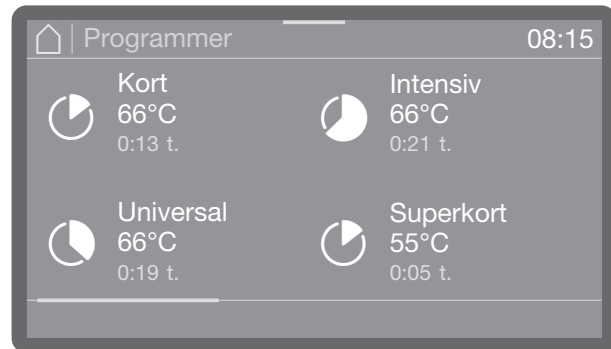 Programmer 08:15
Kort
66°C
0:13 t.
Intensiv
66°C
0:21 t.
Universal
66°C
0:19 t.
Superkort
55°C
0:05 t.